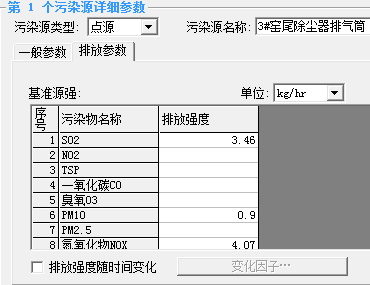 第 1 个污染源详细参数
污染源类型: 点源 污染源名称: 3#窑尾除尘器排气筒
一般参数 排放参数
基准源强: 单位: kg/hr
序号 污染物名称 排放强度
1 SO2 3.46
2 NO2
3 TSP
4 一氧化碳CO
5 臭氧O3
6 PM10 0.9
7 PM2.5
8 氮氧化物NOX 4.07
排放强度随时间变化 变化因子…